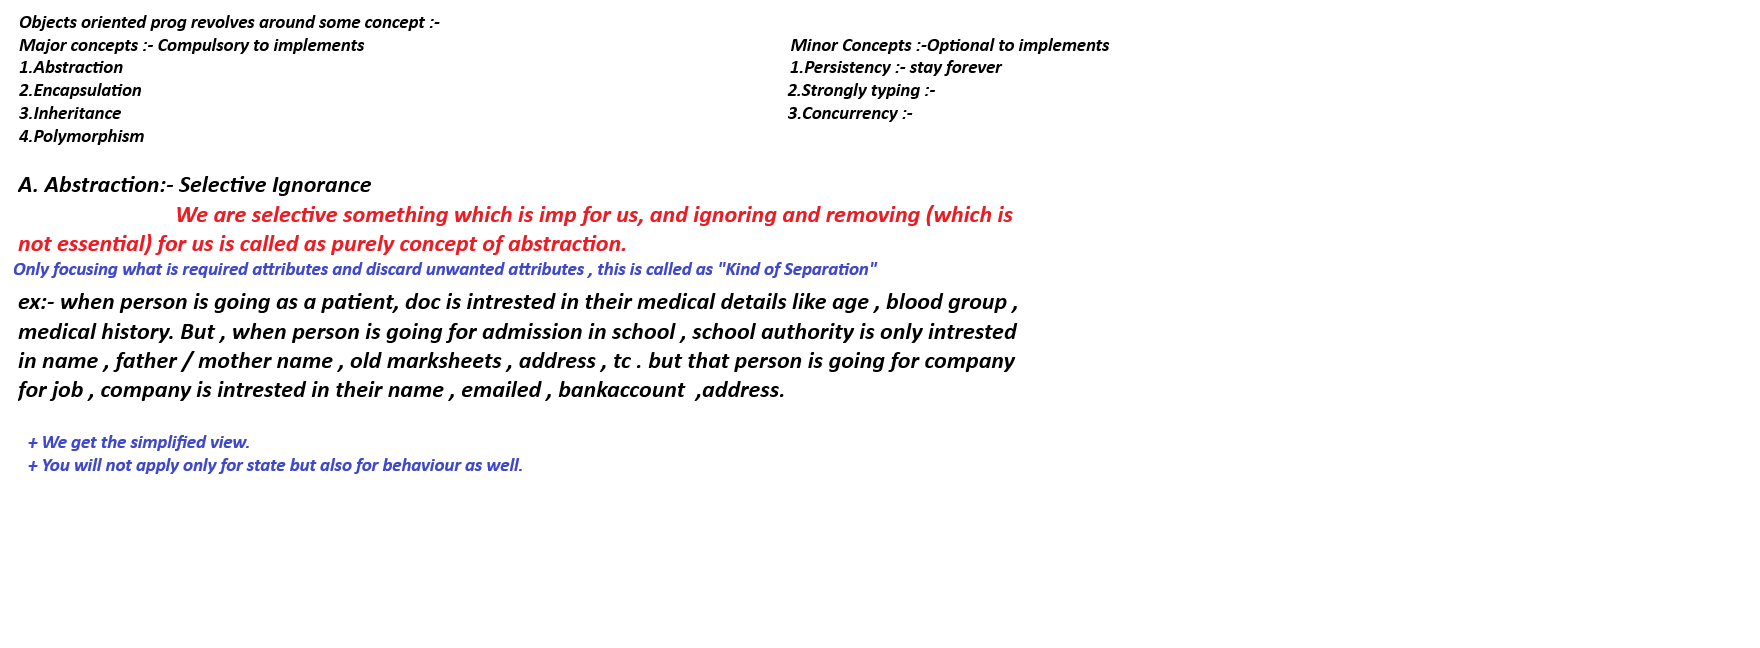 Objects oriented prog revolves around some concept :-
Major concepts :- Compulsory to implements
1.Abstraction
2.Encapsulation
3.Inheritance
4.Polymorphism
Minor Concepts :-Optional to implements
1.Persistency :- stay forever
2.Strongly typing :-
3.Concurrency :-
A. Abstraction:- Selective Ignorance
We are selective something which is imp for us, and ignoring and removing (which is
not essential) for us is called as purely concept of abstraction.
Only focusing what is required attributes and discard unwanted attributes , this is called as "Kind of Separation"
ex:- when person is going as a patient, doc is intrested in their medical details like age , blood group ,
medical history. But , when person is going for admission in school , school authority is only intrested
in name , father / mother name , old marksheets , address , tc . but that person is going for company
for job , company is intrested in their name , emailed , bankaccount  ,address.
+ We get the simplified view.
+ You will not apply only for state but also for behaviour as well.